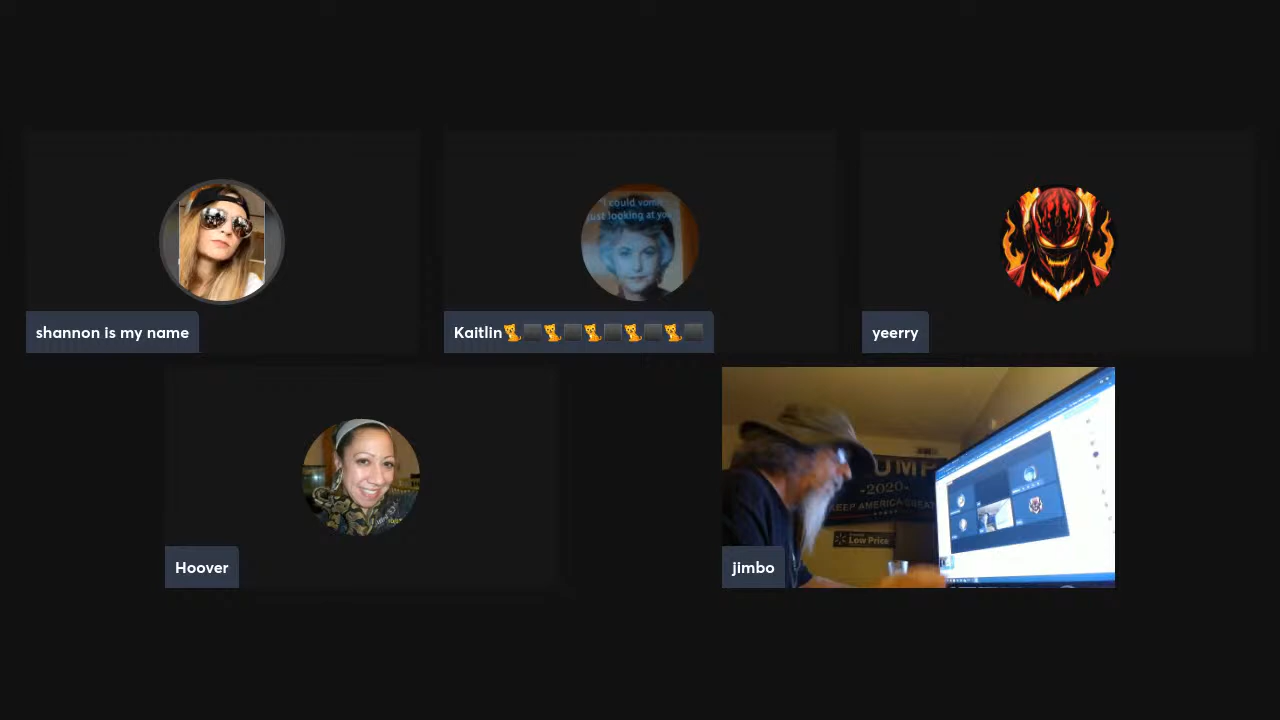 "I could vomit
just looking at you
shannon is my name
Kaitlin🐈⬛🐈⬛🐈⬛🐈⬛🐈⬛
yeerry
UMP
-2020-
KEEP AMERICA GREAT
Low Price
Hoover
jimbo